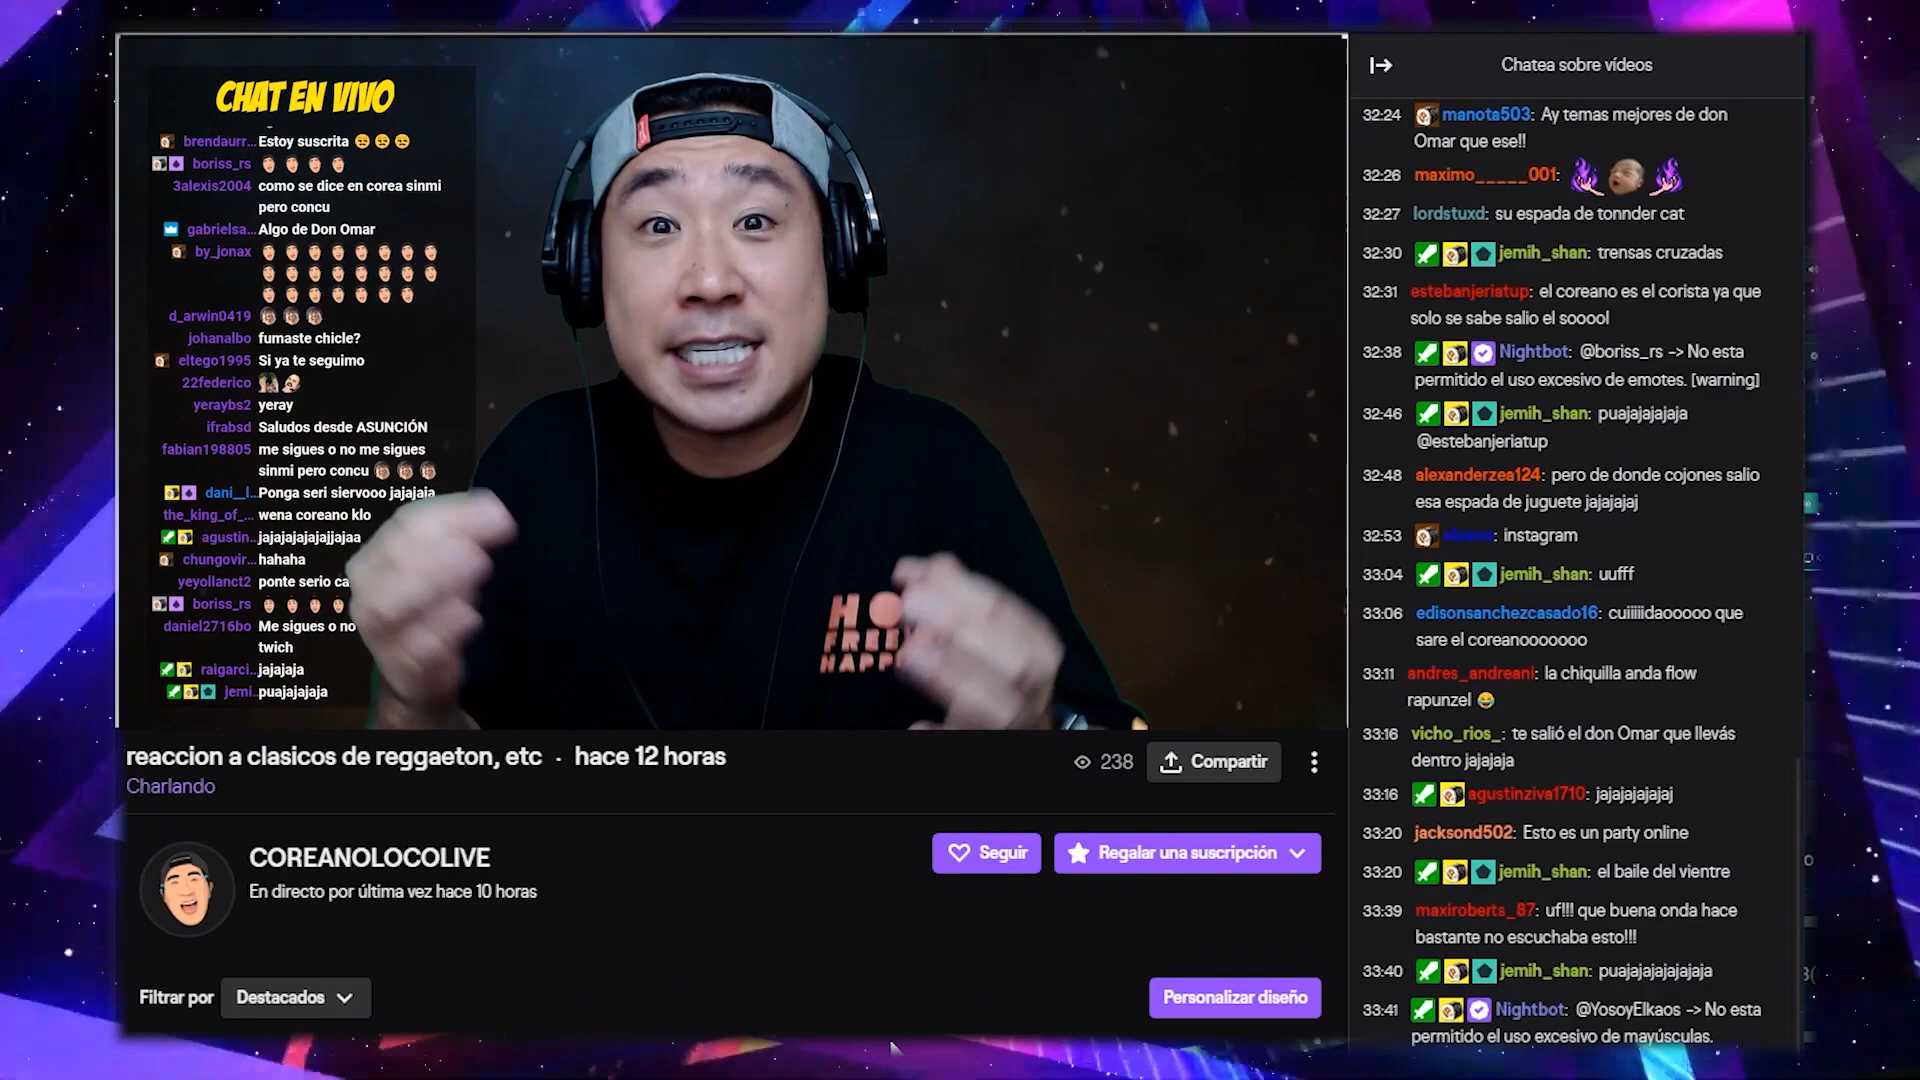 CHAT EN VIVO
brendaurr... Estoy suscrita
boriss_rs
3alexis2004 como se dice en corea sinmi
pero concu
gabrielsa... Algo de Don Omar
by_jonax
d_arwin0419
johanalbo fumaste chicle?
eltego1995 Si ya te seguimo
22federico
yeraybs2 yeray
ifrabsd Saludos desde ASUNCIÓN
fabian198805 me sigues o no me sigues
sinmi pero concu
dani__l... Ponga seri siervooo jajajaia
the_king_of_... wena coreano klo
agustin.. jajajajajajjajaa
chungovir... hahaha
yeyollanct2 ponte serio ca
boriss_rs
daniel2716bo Me sigues o no
twich
raigarci.. jajajaja
jemi.. puajajajaja
HO
FREE
HAPP
reaccion a clasicos de reggaeton, etc · hace 12 horas
Charlando
238
Compartir
COREANOLOCOLIVE
En directo por última vez hace 10 horas
Seguir
Regalar una suscripción
Filtrar por
Destacados
Personalizar diseño
Chatea sobre vídeos
32:24 manota503: Ay temas mejores de don
Omar que ese!!
32:26 maximo_____001:
32:27 lordstuxd: su espada de tonnder cat
32:30 jemih_shan: trensas cruzadas
32:31 estebanjeriatup: el coreano es el corista ya que
solo se sabe salio el sooool
32:38 Nightbot: @boriss_rs -> No esta
permitido el uso excesivo de emotes. [warning]
32:46 jemih_shan: puajajajajaja
@estebanjeriatup
32:48 alexanderzea124: pero de donde cojones salio
esa espada de juguete jajajajaj
32:53 : instagram
33:04 jemih_shan: uufff
33:06 edisonsanchezcasado16: cuiiiiidaooooo que
sare el coreanooooooo
33:11 andres_andreani: la chiquilla anda flow
rapunzel
33:16 vicho_rios_: te salió el don Omar que llevás
dentro jajajaja
33:16 agustinziva1710: jajajajajajaj
33:20 jacksond502: Esto es un party online
33:20 jemih_shan: el baile del vientre
33:39 maxiroberts_87: uf!!! que buena onda hace
bastante no escuchaba esto!!!
33:40 jemih_shan: puajajajajajajaja
33:41 Nightbot: @YosoyElkaos -> No esta
permitido el uso excesivo de mayúsculas.